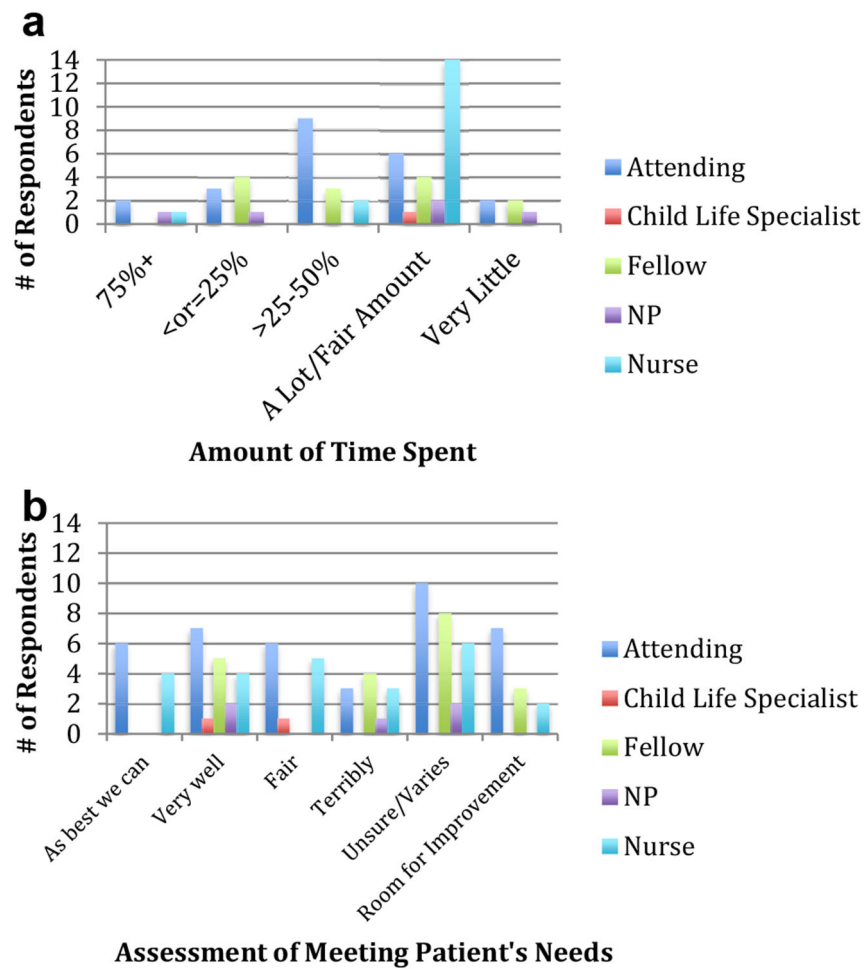 a
# of Respondents
14
12
10
8
6
4
2
0
75%+
<or=25%
>25-50%
A Lot/Fair Amount
Very Little
Amount of Time Spent
Attending
Child Life Specialist
Fellow
NP
Nurse
b
# of Respondents
14
12
10
8
6
4
2
0
As best we can
Very well
Fair
Terribly
Unsure/Varies
Room for Improvement
Assessment of Meeting Patient's Needs
Attending
Child Life Specialist
Fellow
NP
Nurse